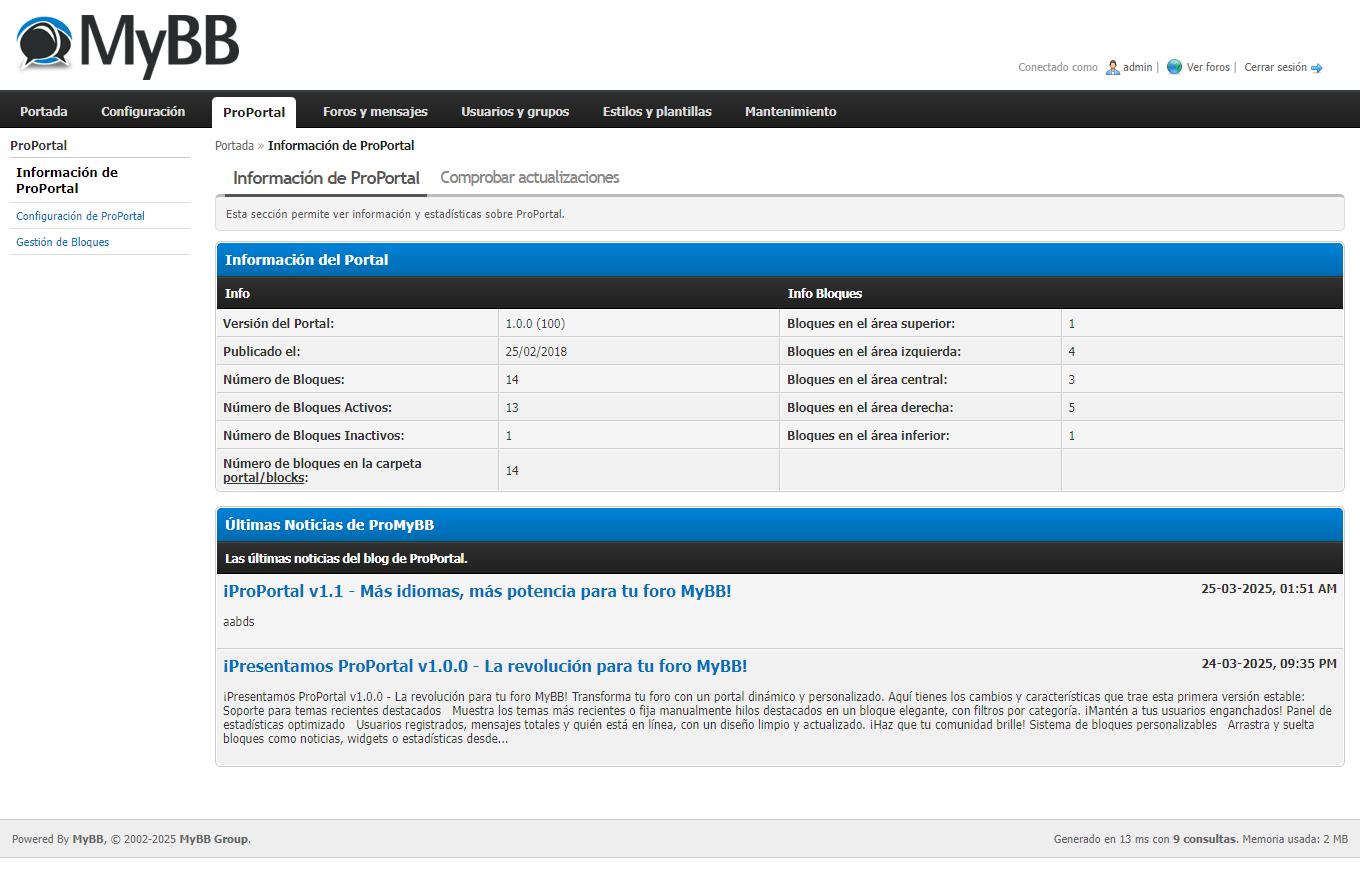 MyBB
Conectado como admin | Ver foros | Cerrar sesión
Portada Configuración ProPortal Foros y mensajes Usuarios y grupos Estilos y plantillas Mantenimiento
ProPortal
Información de
ProPortal
Configuración de ProPortal
Gestión de Bloques
Portada » Información de ProPortal
Información de ProPortal Comprobar actualizaciones
Esta sección permite ver información y estadísticas sobre ProPortal.
Información del Portal
Info Info Bloques
Versión del Portal: 1.0.0 (100) Bloques en el área superior: 1
Publicado el: 25/02/2018 Bloques en el área izquierda: 4
Número de Bloques: 14 Bloques en el área central: 3
Número de Bloques Activos: 13 Bloques en el área derecha: 5
Número de Bloques Inactivos: 1 Bloques en el área inferior: 1
Número de bloques en la carpeta
portal/blocks: 14
Últimas Noticias de ProMyBB
Las últimas noticias del blog de ProPortal.
¡ProPortal v1.1 - Más idiomas, más potencia para tu foro MyBB! 25-03-2025, 01:51 AM
aabds
¡Presentamos ProPortal v1.0.0 - La revolución para tu foro MyBB! 24-03-2025, 09:35 PM
¡Presentamos ProPortal v1.0.0 - La revolución para tu foro MyBB! Transforma tu foro con un portal dinámico y personalizado. Aquí tienes los cambios y características que trae esta primera versión estable:
Soporte para temas recientes destacados Muestra los temas más recientes o fija manualmente hilos destacados en un bloque elegante, con filtros por categoría. ¡Mantén a tus usuarios enganchados! Panel de
estadísticas optimizado Usuarios registrados, mensajes totales y quién está en línea, con un diseño limpio y actualizado. ¡Haz que tu comunidad brille! Sistema de bloques personalizables Arrastra y suelta
bloques como noticias, widgets o estadísticas desde...
Powered By MyBB, © 2002-2025 MyBB Group. Generado en 13 ms con 9 consultas. Memoria usada: 2 MB